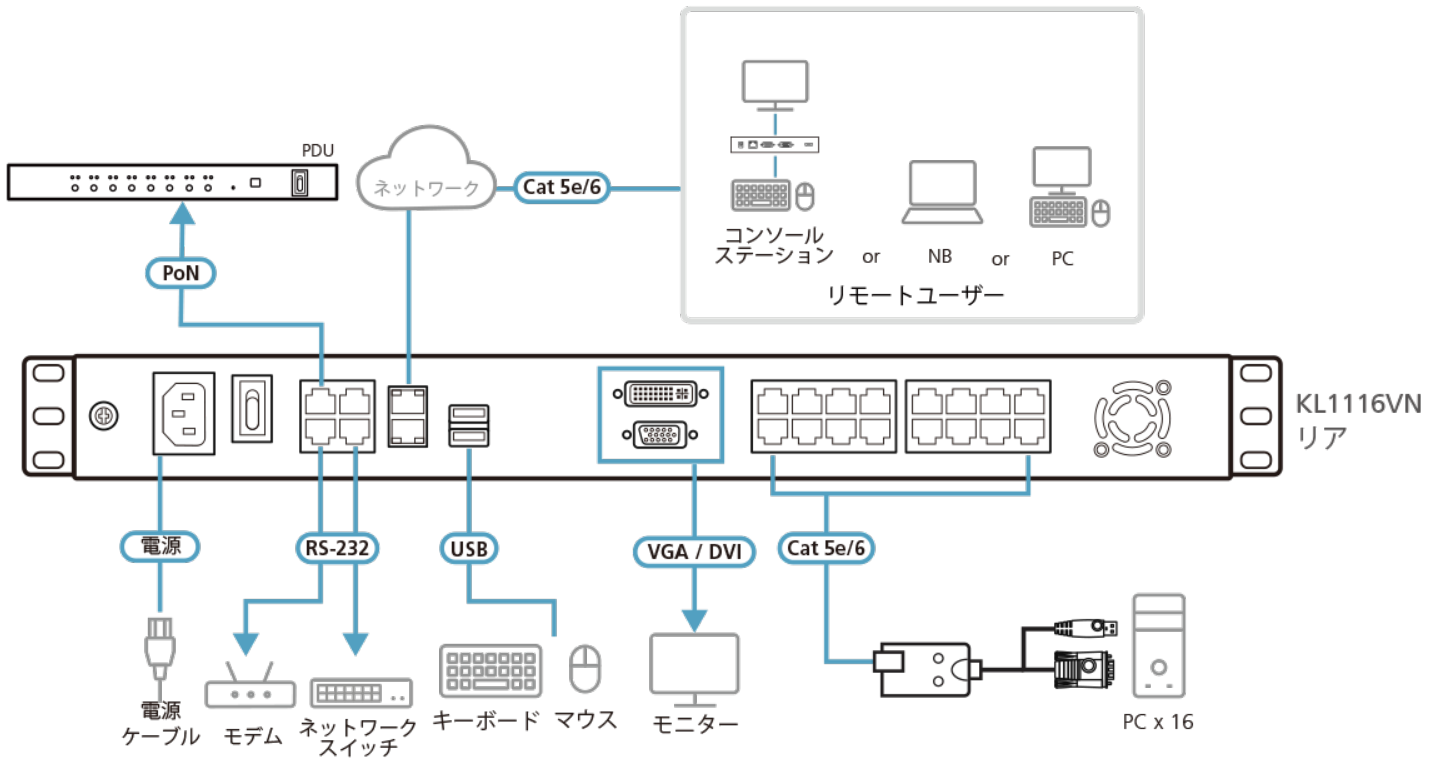 PDU
ネットワーク
Cat 5e/6
コンソール
ステーション
or
NB
or
PC
リモートユーザー
PoN
KL1116VN
リア
電源
RS-232
USB
VGA / DVI
Cat 5e/6
電源
ケーブル
モデム
ネットワーク
スイッチ
キーボード
マウス
モニター
PC x 16